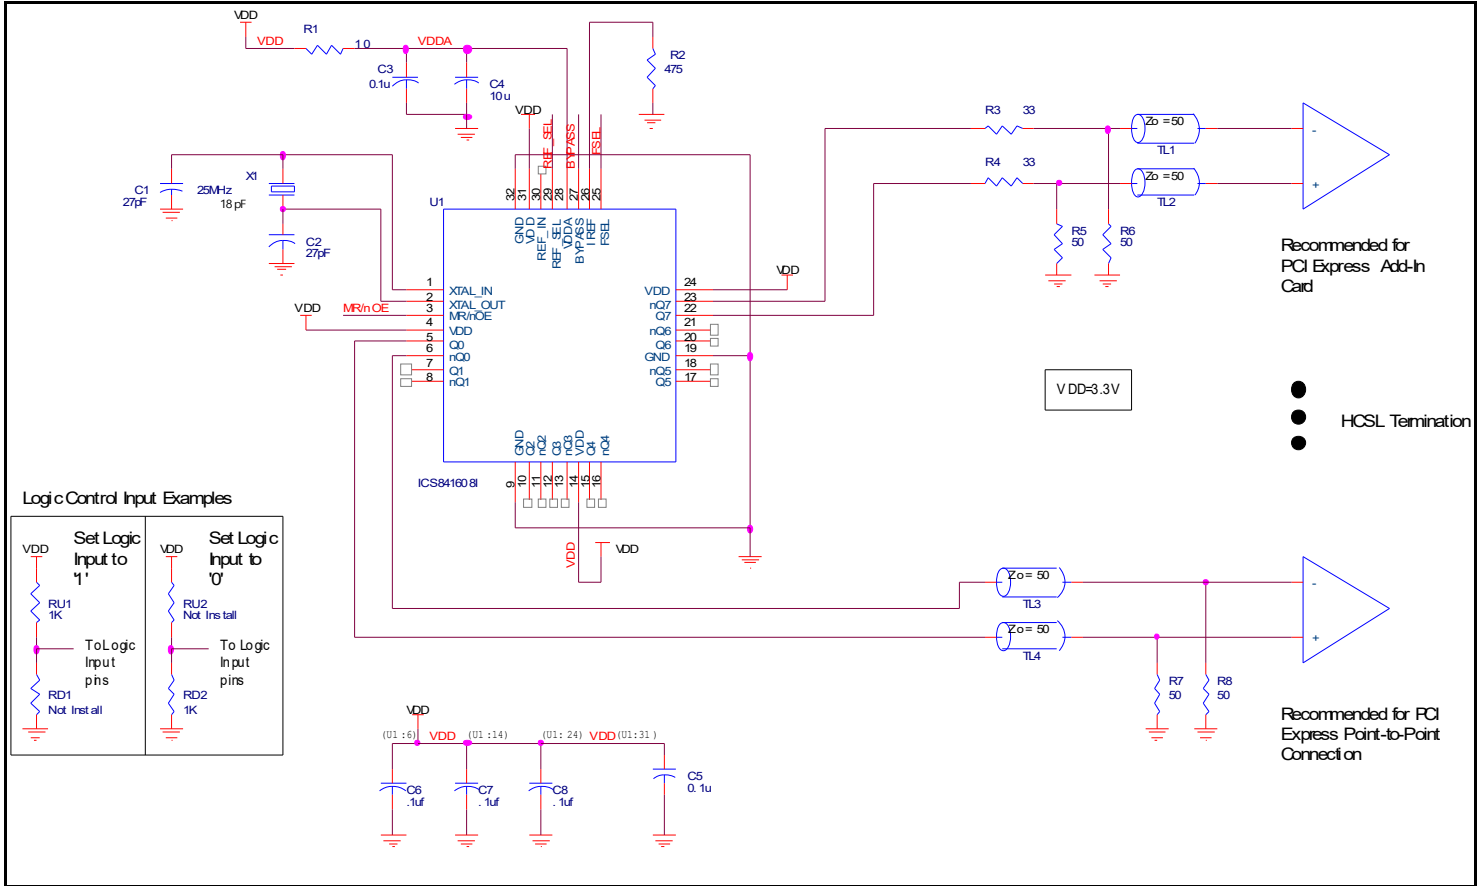 VDD
VDD
R1
10
VDDA
C3
0.1u
C4
10u
R2
475
VDD
REF_SEL
BYPASS
FSEL
C1
27pF
X1
25MHz
18pF
C2
27pF
U1
32
31
30
29
28
27
26
25
GND
VDD
REF_IN
REF_SEL
VDDA
BYPASS
IREF
FSEL
1
XTAL_IN
2
XTAL_OUT
3
MR/nOE
4
VDD
5
Q0
6
nQ0
7
Q1
8
nQ1
MR/nOE
VDD
VDD
24
VDD
23
nQ7
22
Q7
21
nQ6
20
Q6
19
GND
18
nQ5
17
Q5
VDD
GND
Q2
nQ2
Q3
nQ3
VDD
Q4
nQ4
9
10
11
12
13
14
15
16
ICS841608I
VDD
VDD
R3 33
R4 33
Zo = 50
TL1
Zo = 50
TL2
-
+
R5
50
R6
50
Recommended for
PCI Express Add-In
Card
VDD=3.3V
HCSL Termination
Zo = 50
TL3
Zo = 50
TL4
-
+
R7
50
R8
50
Recommended for PCI
Express Point-to-Point
Connection
Logic Control Input Examples
VDD
Set Logic
Input to
'1'
RU1
1K
To Logic
Input
pins
RD1
Not Install
VDD
Set Logic
Input to
'0'
RU2
Not Install
To Logic
Input
pins
RD2
1K
VDD
(U1:6) VDD (U1:14) (U1:24) VDD (U1:31)
C6
.1uf
C7
.1uf
C8
.1uf
C5
0.1u